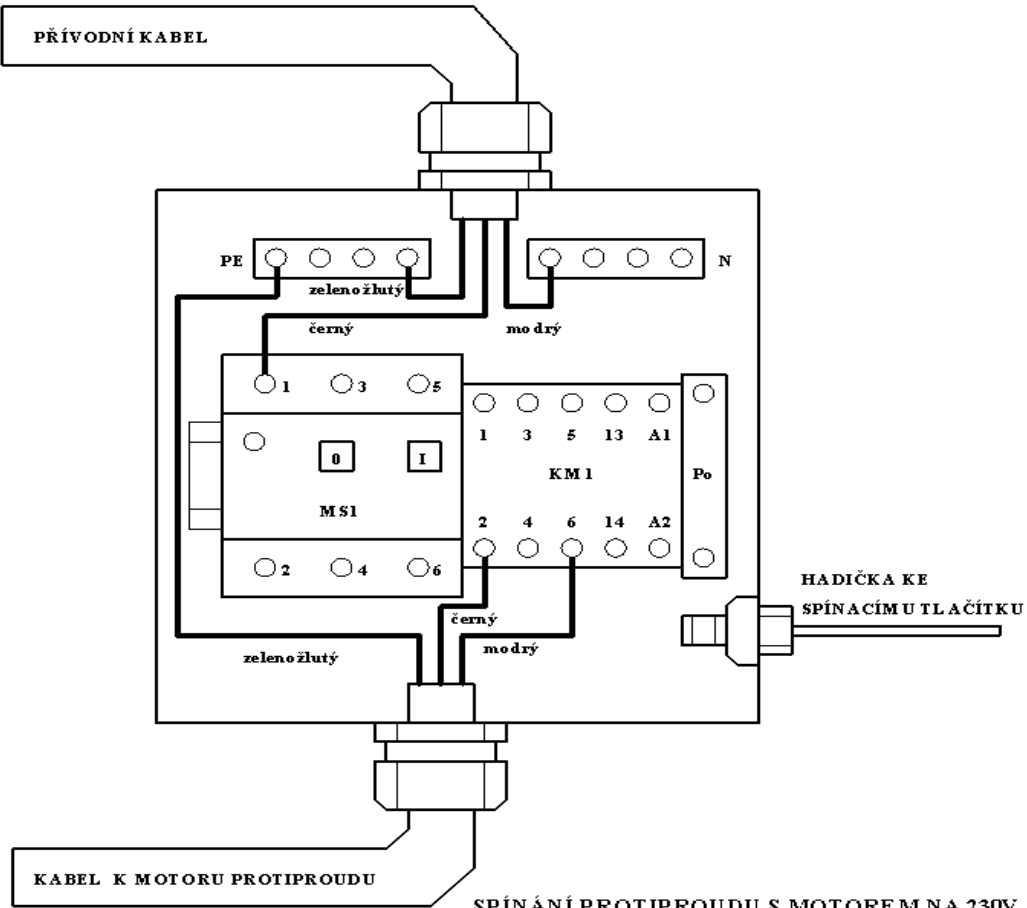 PŘÍVODNÍ KABEL
PE
N
zelenožlutý
černý
modrý
1 3 5
1 3 5 13 A1
0 I
KM1
Po
MS1
2 4 6 14 A2
2 4 6
HADIČKA KE
SPÍNACÍMU TLAČÍTKU
černý
modrý
zelenožlutý
KABEL K MOTORU PROTIPROUDU
SPÍNÁNÍ PROTIPROUDU S MOTOREM NA 230V